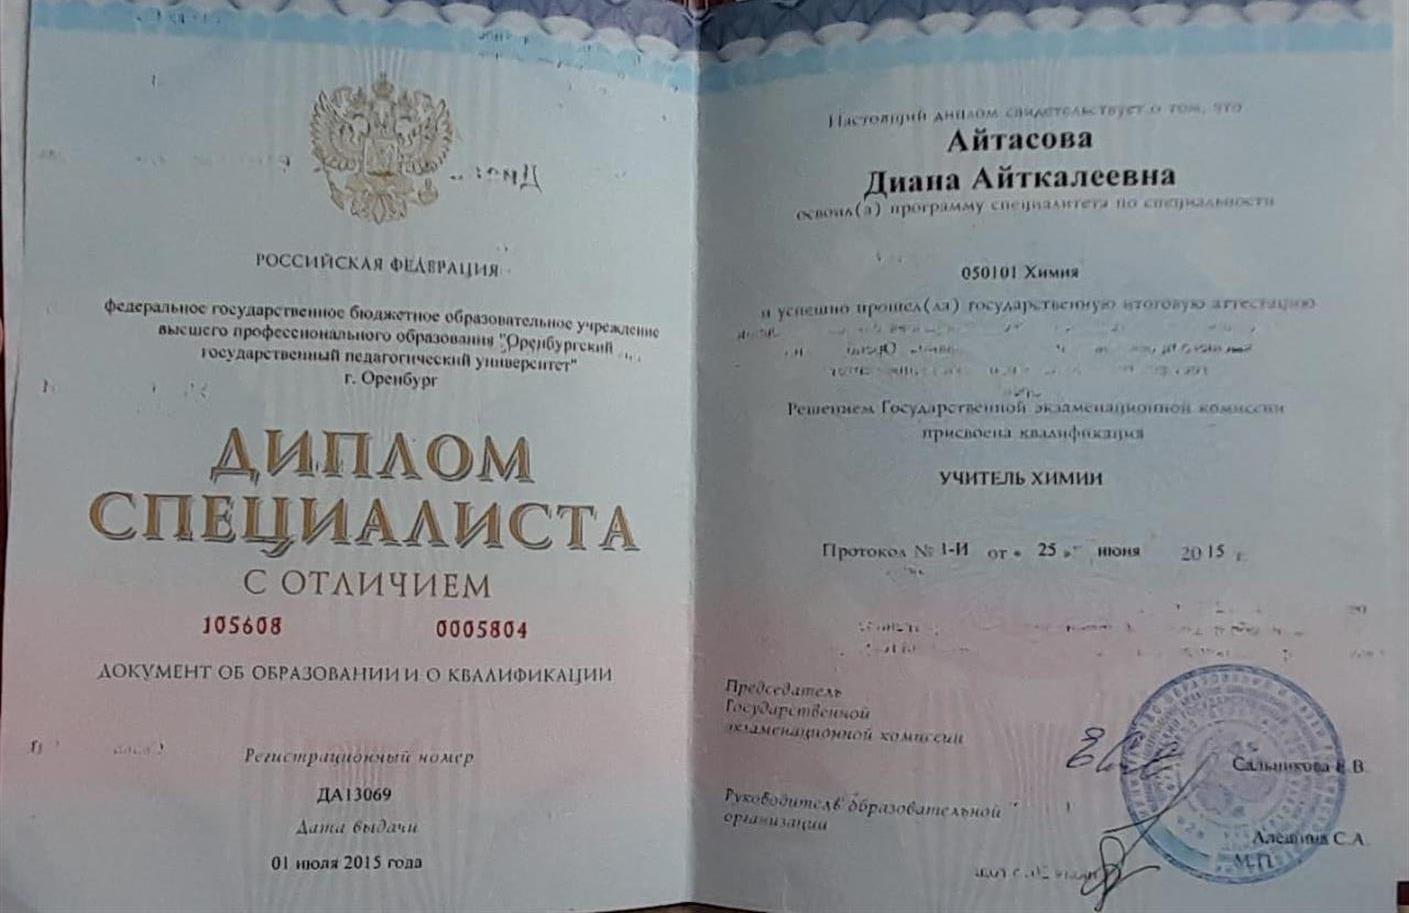 РОССИЙСКАЯ ФЕДЕРАЦИЯ
федеральное государственное бюджетное образовательное учреждение
высшего профессионального образования "Оренбургский
государственный педагогический университет"
г. Оренбург
ДИПЛОМ
СПЕЦИАЛИСТА
С ОТЛИЧИЕМ
105608 0005804
ДОКУМЕНТ ОБ ОБРАЗОВАНИИ И О КВАЛИФИКАЦИИ
Регистрационный номер
ДА13069
Дата выдачи
01 июля 2015 года
Настоящий диплом свидетельствует о том, что
Айтасова
Диана Айткалеевна
освоил(а) программу специалитета по специальности
050101 Химия
и успешно прошел(ла) государственную итоговую аттестацию
Решением Государственной экзаменационной комиссии
присвоена квалификация
УЧИТЕЛЬ ХИМИИ
Протокол № 1-И от « 25 » июня 2015 г.
Председатель
Государственной
экзаменационной комиссии
Сальникова Е.В.
Руководитель образовательной
организации
Алешина С.А.
М.П.